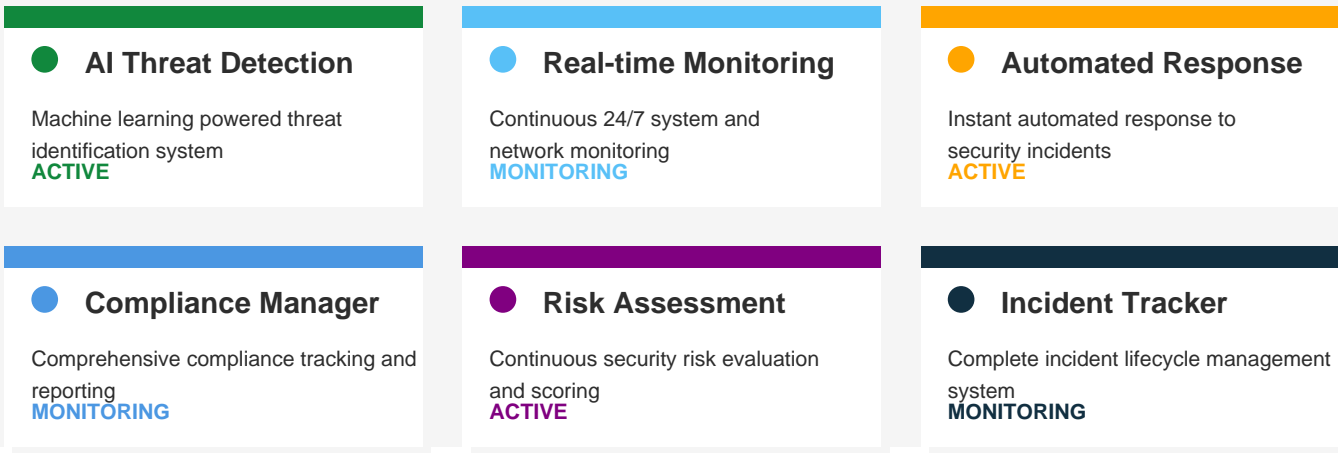 AI Threat Detection
Machine learning powered threat
identification system
ACTIVE
Real-time Monitoring
Continuous 24/7 system and
network monitoring
MONITORING
Automated Response
Instant automated response to
security incidents
ACTIVE
Compliance Manager
Comprehensive compliance tracking and
reporting
MONITORING
Risk Assessment
Continuous security risk evaluation
and scoring
ACTIVE
Incident Tracker
Complete incident lifecycle management
system
MONITORING